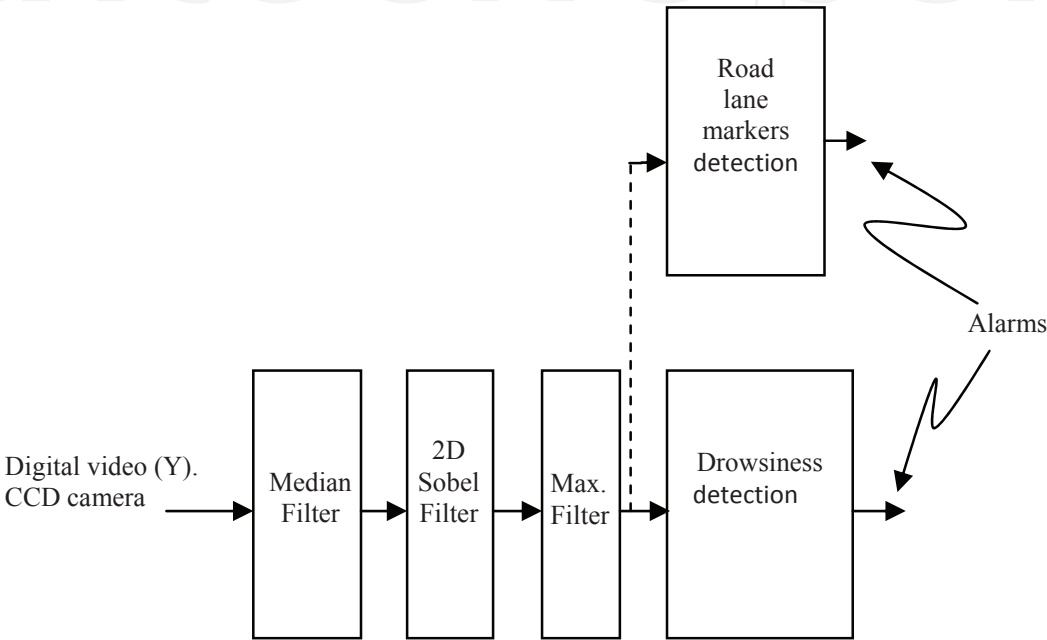 Road
lane
markers
detection
Alarms
Digital video (Y).
CCD camera
Median
Filter
2D
Sobel
Filter
Max.
Filter
Drowsiness
detection